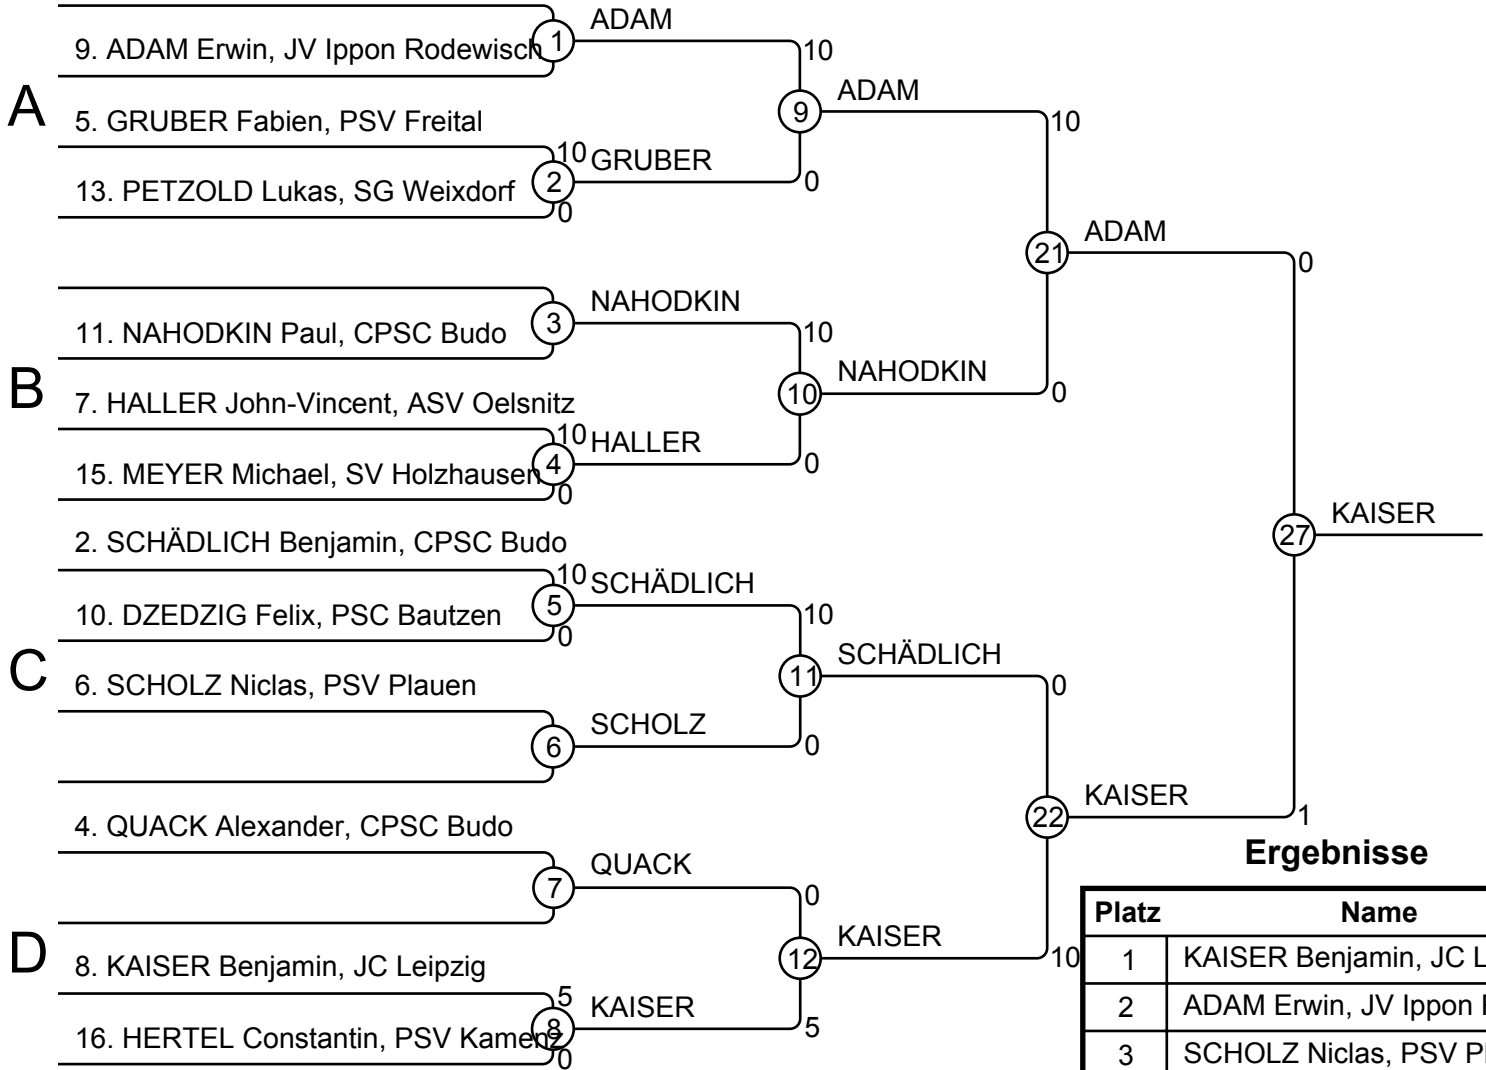 ADAM
9. ADAM Erwin, JV Ippon Rodewisch
1
10
A
ADAM
9
5. GRUBER Fabien, PSV Freital
10
10
GRUBER
2
13. PETZOLD Lukas, SG Weixdorf
0
0
ADAM
21
0
NAHODKIN
3
11. NAHODKIN Paul, CPSC Budo
10
B
NAHODKIN
10
0
7. HALLER John-Vincent, ASV Oelsnitz
10
HALLER
4
15. MEYER Michael, SV Holzhausen
0
0
KAISER
27
2. SCHÄDLICH Benjamin, CPSC Budo
10
SCHÄDLICH
5
10. DZEDZIG Felix, PSC Bautzen
0
10
C
SCHÄDLICH
11
0
6. SCHOLZ Niclas, PSV Plauen
SCHOLZ
6
0
KAISER
22
1
4. QUACK Alexander, CPSC Budo
QUACK
7
0
D
KAISER
12
10
8. KAISER Benjamin, JC Leipzig
5
KAISER
8
16. HERTEL Constantin, PSV Kamenz
0
5
Ergebnisse
Platz Name
1 KAISER Benjamin, JC L
2 ADAM Erwin, JV Ippon
3 SCHOLZ Niclas, PSV Pl